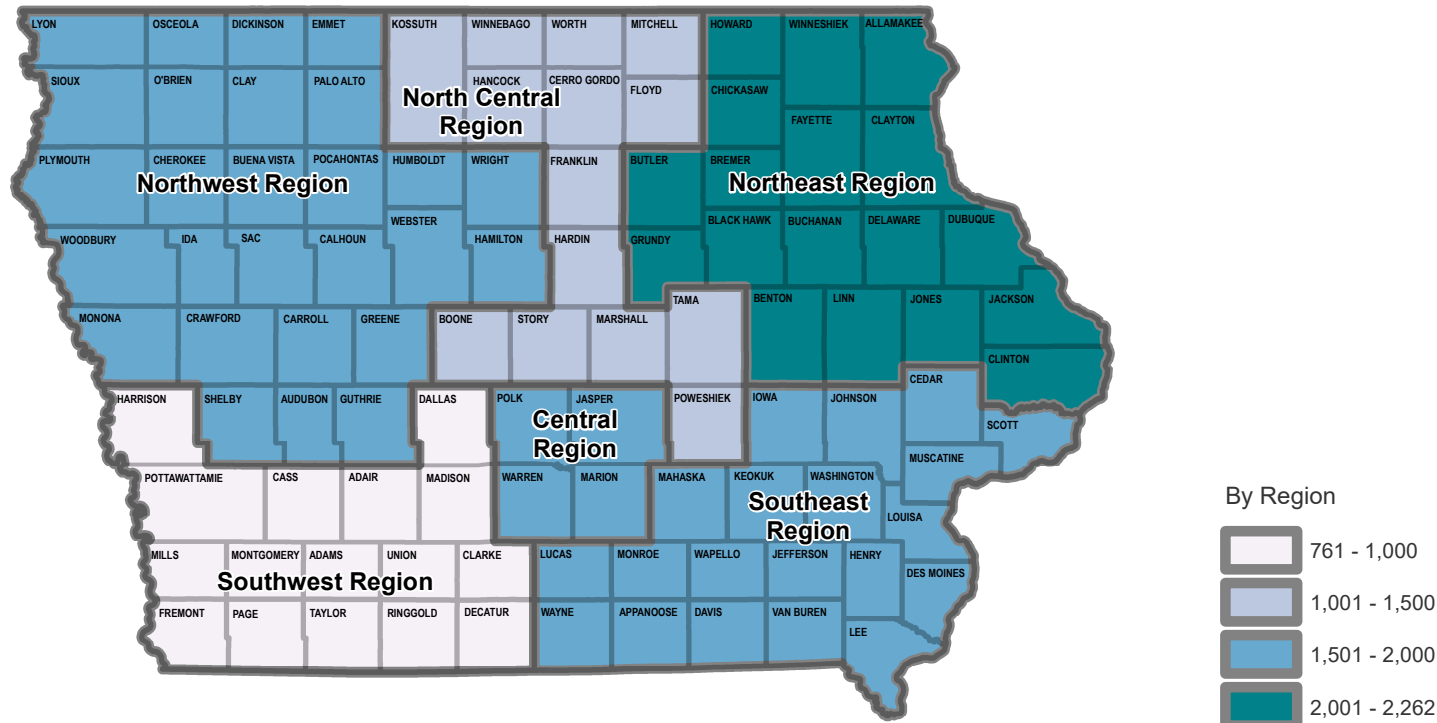 LYON
OSCEOLA
DICKINSON
EMMET
KOSSUTH
WINNEBAGO
WORTH
MITCHELL
HOWARD
WINNESHIEK
ALLAMAKEE
SIOUX
O'BRIEN
CLAY
PALO ALTO
HANCOCK
CERRO GORDO
FLOYD
CHICKASAW
North Central
Region
FAYETTE
CLAYTON
PLYMOUTH
CHEROKEE
BUENA VISTA
POCAHONTAS
HUMBOLDT
WRIGHT
FRANKLIN
BUTLER
BREMER
Northwest Region
Northeast Region
WEBSTER
BLACK HAWK
BUCHANAN
DELAWARE
DUBUQUE
WOODBURY
IDA
SAC
CALHOUN
HAMILTON
HARDIN
GRUNDY
TAMA
BENTON
LINN
JONES
JACKSON
MONONA
CRAWFORD
CARROLL
GREENE
BOONE
STORY
MARSHALL
CLINTON
CEDAR
HARRISON
SHELBY
AUDUBON
GUTHRIE
DALLAS
POLK
JASPER
POWESHIEK
IOWA
JOHNSON
Central
Region
SCOTT
MUSCATINE
POTTAWATTAMIE
CASS
ADAIR
MADISON
WARREN
MARION
MAHASKA
KEOKUK
WASHINGTON
Southeast
Region
LOUISA
MILLS
MONTGOMERY
ADAMS
UNION
CLARKE
LUCAS
MONROE
WAPELLO
JEFFERSON
HENRY
DES MOINES
Southwest Region
FREMONT
PAGE
TAYLOR
RINGGOLD
DECATUR
WAYNE
APPANOOSE
DAVIS
VAN BUREN
LEE
By Region
761 - 1,000
1,001 - 1,500
1,501 - 2,000
2,001 - 2,262